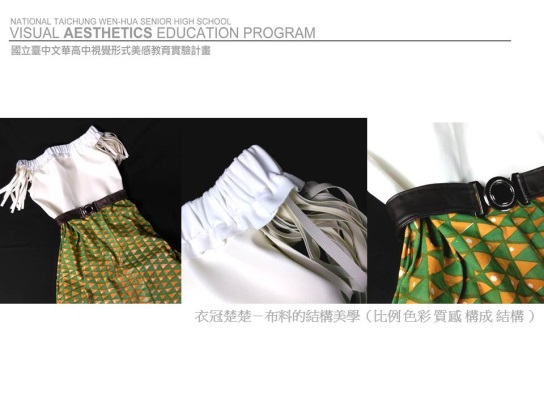 NATIONAL TAICHUNG WEN-HUA SENIOR HIGH SCHOOL
VISUAL AESTHETICS EDUCATION PROGRAM
國立臺中文華高中視覺形式美感教育實驗計畫
衣冠楚楚－布料的結構美學（比例 色彩 質感 構成 結構 ）